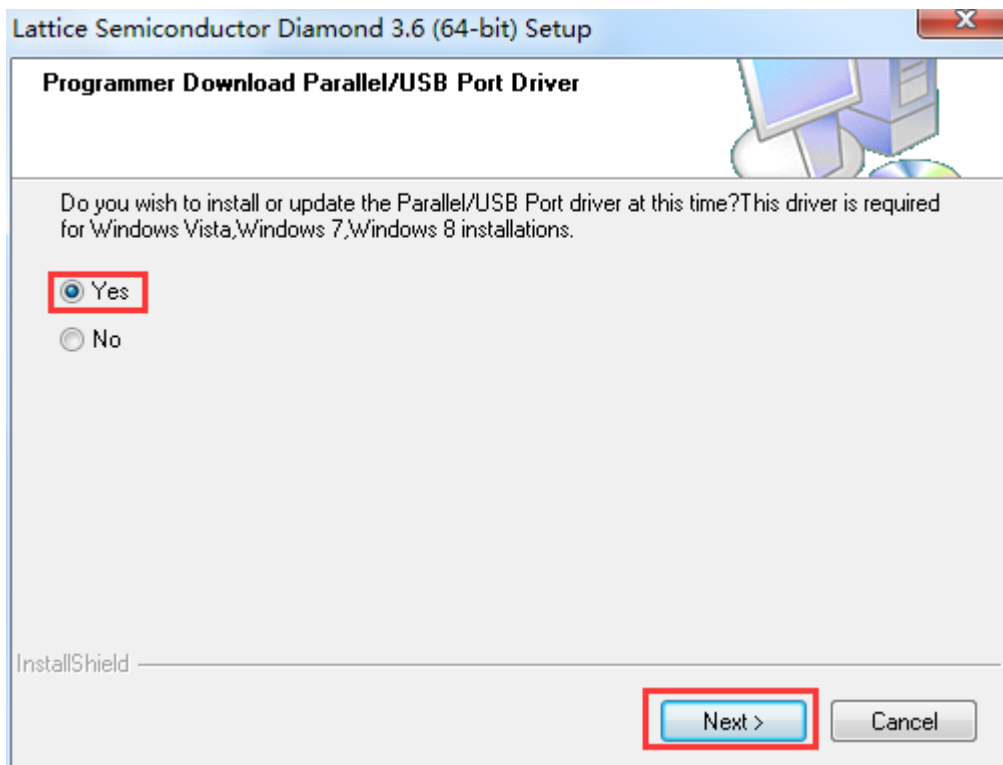 Lattice Semiconductor Diamond 3.6 (64-bit) Setup
Programmer Download Parallel/USB Port Driver
Do you wish to install or update the Parallel/USB Port driver at this time?This driver is required
for Windows Vista,Windows 7,Windows 8 installations.
Yes
No
InstallShield
Next >
Cancel